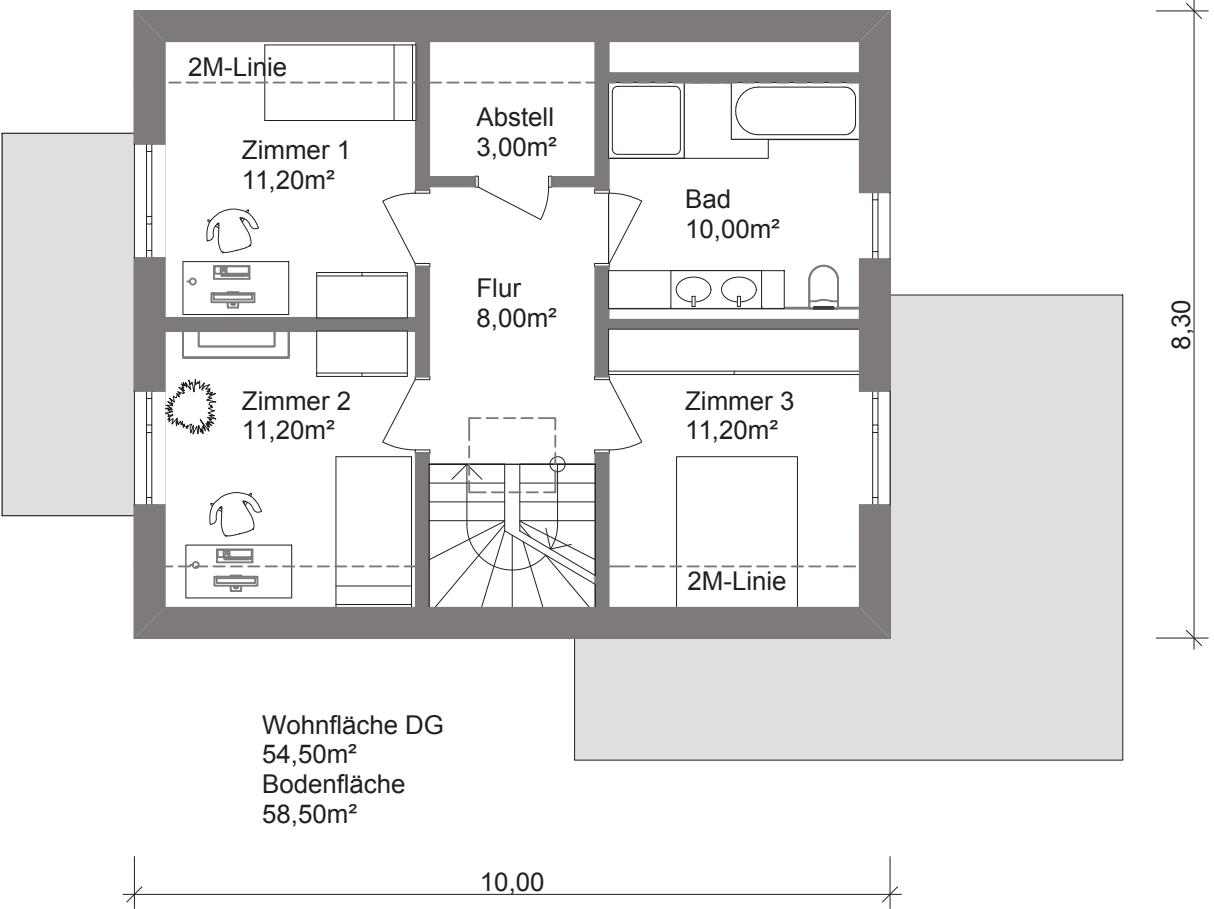 2M-Linie
Abstell
3,00m²
Zimmer 1
11,20m²
Bad
10,00m²
Flur
8,00m²
8,30
Zimmer 2
11,20m²
Zimmer 3
11,20m²
2M-Linie
Wohnfläche DG
54,50m²
Bodenfläche
58,50m²
10,00